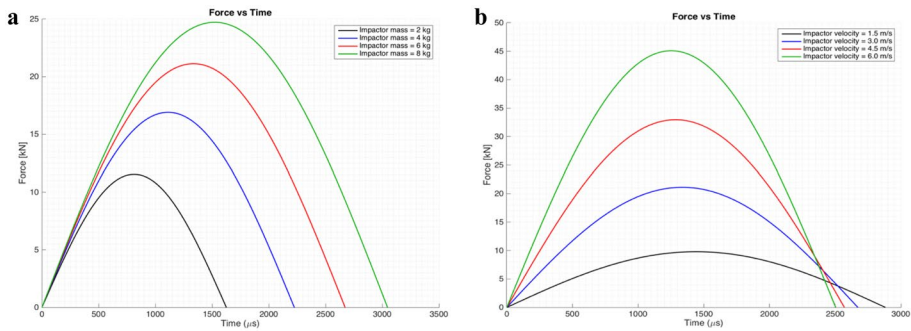 a
Force vs Time
Impactor mass = 2 kg
Impactor mass = 4 kg
Impactor mass = 6 kg
Impactor mass = 8 kg
Force [kN]
25
20
15
10
5
0
0 500 1000 1500 2000 2500 3000 3500
Time (μs)
b
Force vs Time
Impactor velocity = 1.5 m/s
Impactor velocity = 3.0 m/s
Impactor velocity = 4.5 m/s
Impactor velocity = 6.0 m/s
Force [kN]
50
45
40
35
30
25
20
15
10
5
0
0 500 1000 1500 2000 2500 3000
Time (μs)